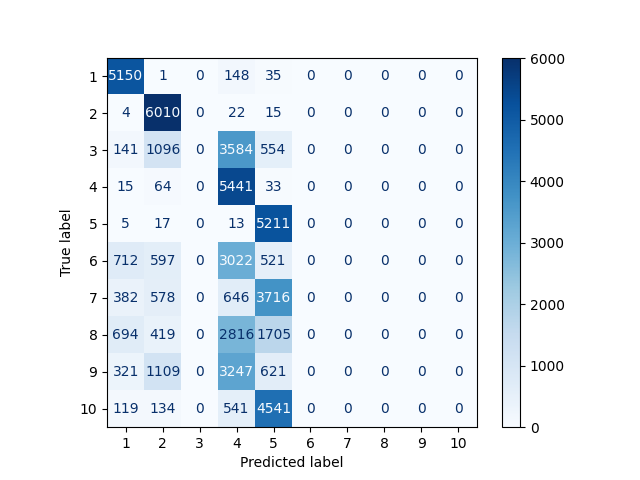 1 5150 1 0 148 35 0 0 0 0 0
2 4 6010 0 22 15 0 0 0 0 0
3 141 1096 0 3584 554 0 0 0 0 0
4 15 64 0 5441 33 0 0 0 0 0
5 5 17 0 13 5211 0 0 0 0 0
6 712 597 0 3022 521 0 0 0 0 0
7 382 578 0 646 3716 0 0 0 0 0
8 694 419 0 2816 1705 0 0 0 0 0
9 321 1109 0 3247 621 0 0 0 0 0
10 119 134 0 541 4541 0 0 0 0 0
1 2 3 4 5 6 7 8 9 10
Predicted label
True label
6000
5000
4000
3000
2000
1000
0